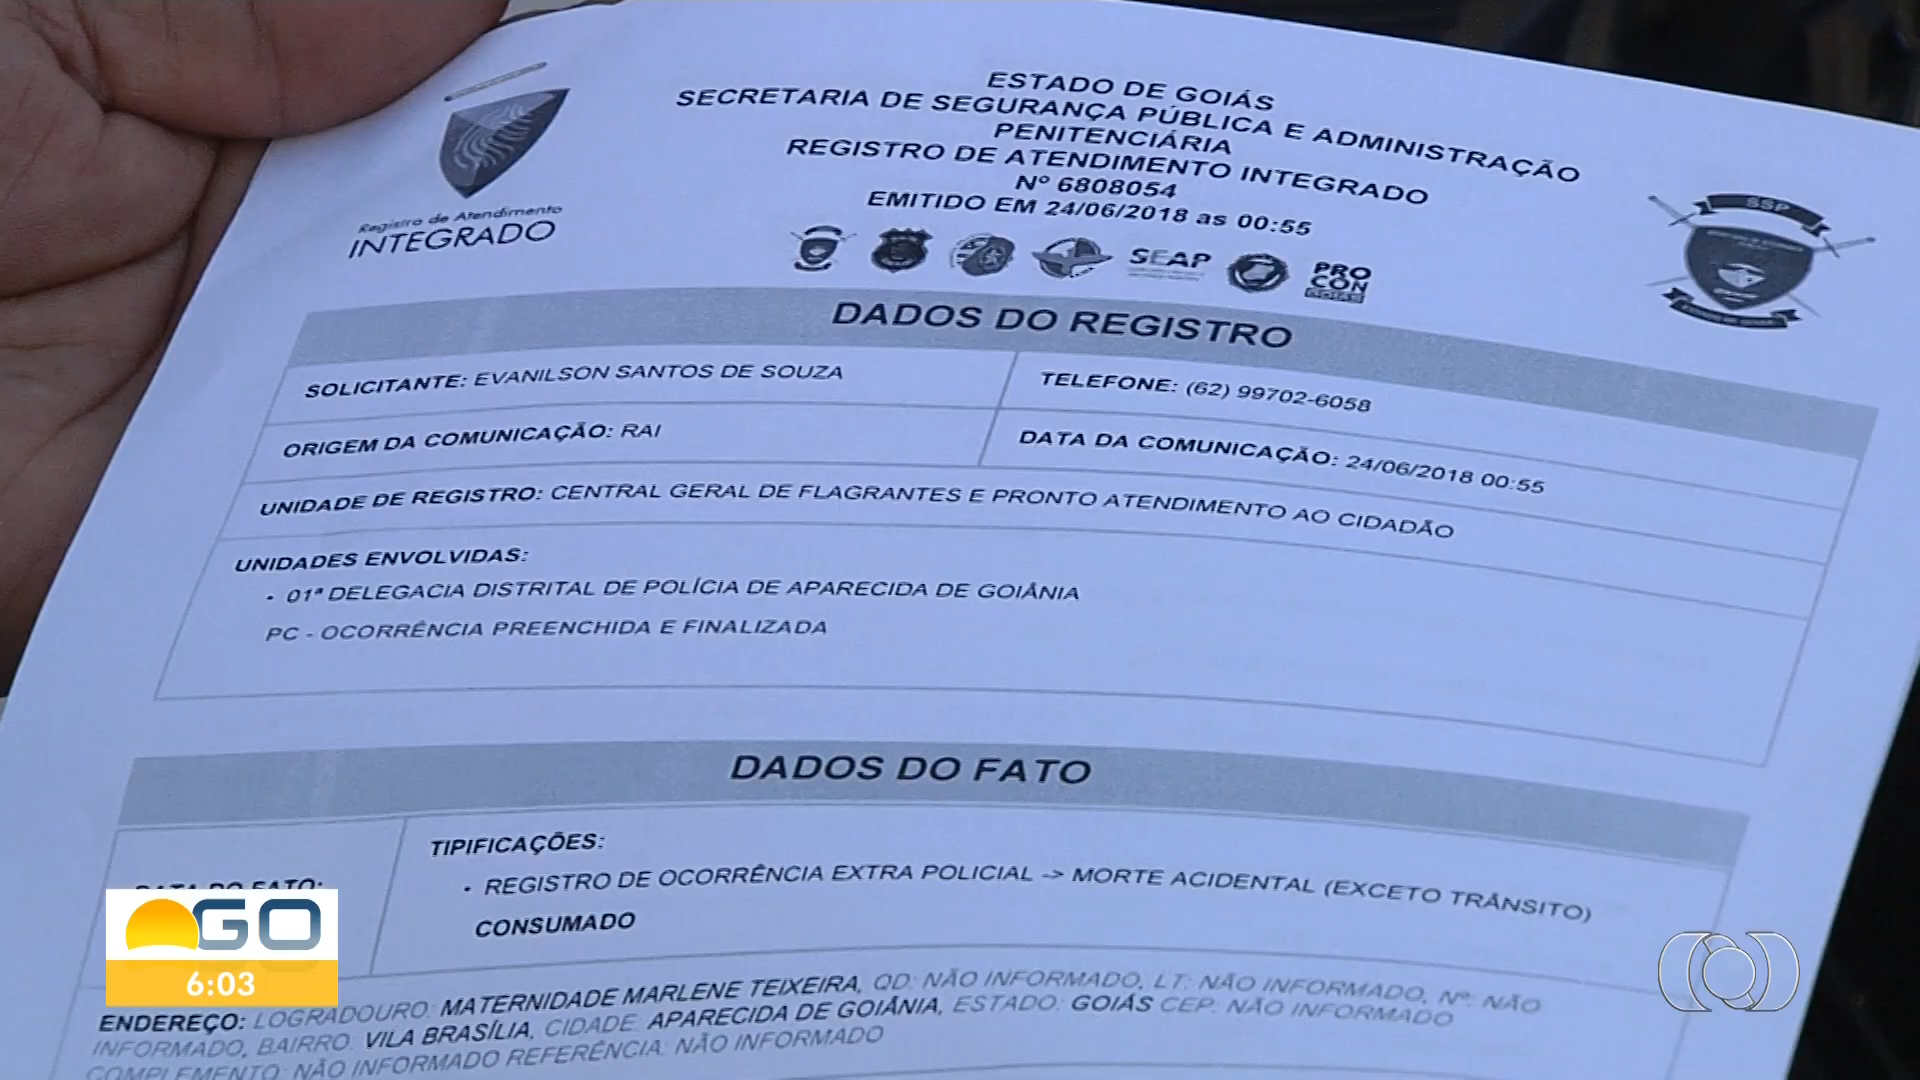 Registro de Atendimento
INTEGRADO
ESTADO DE GOIÁS
SECRETARIA DE SEGURANÇA PÚBLICA E ADMINISTRAÇÃO
PENITENCIÁRIA
REGISTRO DE ATENDIMENTO INTEGRADO
Nº 6808054
EMITIDO EM 24/06/2018 as 00:55
SEAP
PRO
CON
GOIÁS
SSP
DADOS DO REGISTRO
SOLICITANTE: EVANILSON SANTOS DE SOUZA
TELEFONE: (62) 99702-6058
ORIGEM DA COMUNICAÇÃO: RAI
DATA DA COMUNICAÇÃO: 24/06/2018 00:55
UNIDADE DE REGISTRO: CENTRAL GERAL DE FLAGRANTES E PRONTO ATENDIMENTO AO CIDADÃO
UNIDADES ENVOLVIDAS:
• 01ª DELEGACIA DISTRITAL DE POLÍCIA DE APARECIDA DE GOIÂNIA
PC - OCORRÊNCIA PREENCHIDA E FINALIZADA
DADOS DO FATO
DATA DO FATO:
TIPIFICAÇÕES:
• REGISTRO DE OCORRÊNCIA EXTRA POLICIAL -> MORTE ACIDENTAL (EXCETO TRÂNSITO)
CONSUMADO
ENDEREÇO: LOGRADOURO: MATERNIDADE MARLENE TEIXEIRA, QD: NÃO INFORMADO, LT: NÃO INFORMADO, Nº: NÃO
INFORMADO, BAIRRO: VILA BRASÍLIA, CIDADE: APARECIDA DE GOIÂNIA, ESTADO: GOIÁS CEP: NÃO INFORMADO
COMPLEMENTO: NÃO INFORMADO REFERÊNCIA: NÃO INFORMADO
GO
6:03